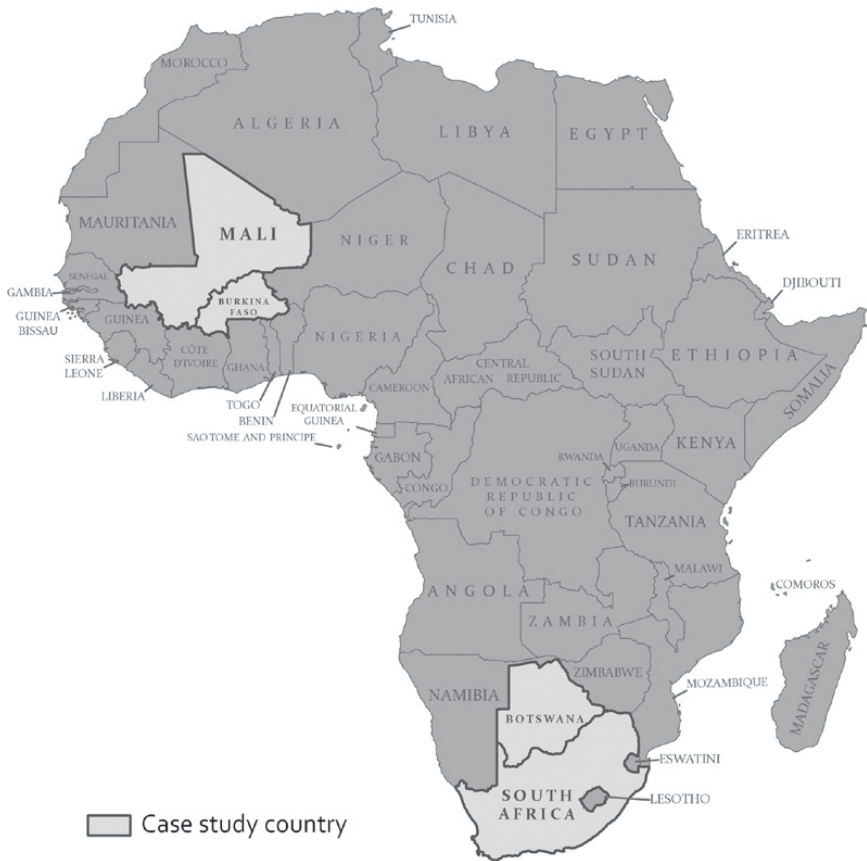 TUNISIA
MOROCCO
ALGERIA
LIBYA
EGYPT
MAURITANIA
MALI
NIGER
CHAD
SUDAN
ERITREA
SENEGAL
GAMBIA
GUINEA
BISSAU
GUINEA
BURKINA
FASO
DJIBOUTI
NIGERIA
SIERRA
LEONE
LIBERIA
CÔTE
D'IVOIRE
GHANA
TOGO
BENIN
CAMEROON
CENTRAL
AFRICAN REPUBLIC
SOUTH
SUDAN
ETHIOPIA
SOMALIA
EQUATORIAL
GUINEA
SAO TOME AND PRINCIPE
GABON
CONGO
DEMOCRATIC
REPUBLIC
OF CONGO
RWANDA
UGANDA
KENYA
BURUNDI
TANZANIA
MALAWI
COMOROS
ANGOLA
ZAMBIA
ZIMBABWE
MOZAMBIQUE
MADAGASCAR
NAMIBIA
BOTSWANA
ESWATINI
SOUTH
AFRICA
LESOTHO
Case study country